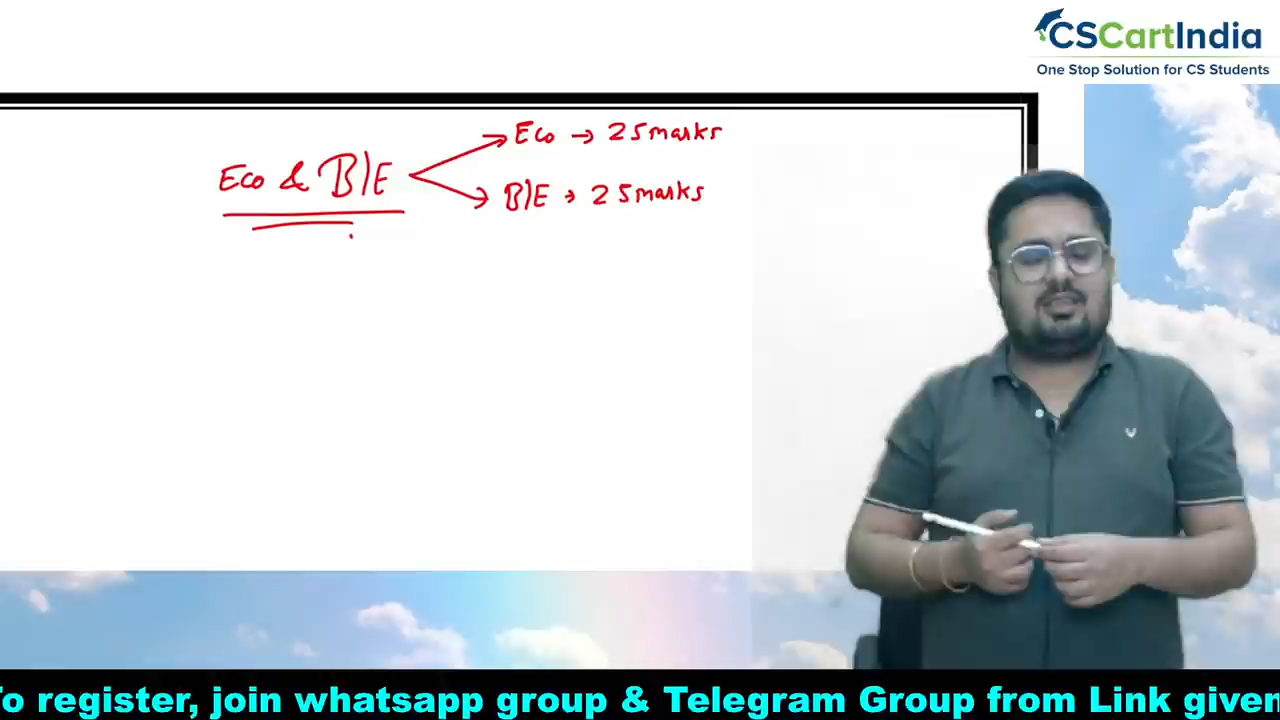 CSCartIndia
One Stop Solution for CS Students
Eco & B/E
Eco → 25 marks
B/E → 25 marks
To register, join whatsapp group & Telegram Group from Link given